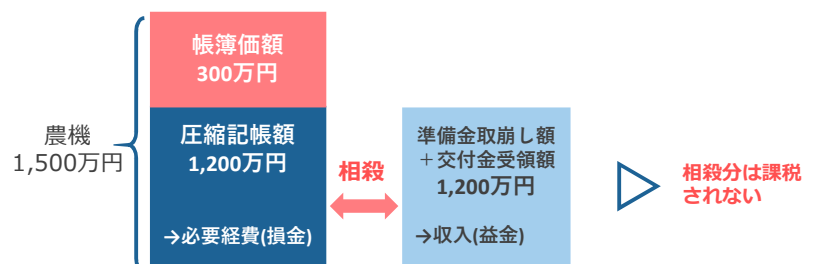 農機
1,500万円
帳簿価額
300万円
圧縮記帳額
1,200万円
→必要経費(損金)
相殺
準備金取崩し額
＋交付金受領額
1,200万円
→収入(益金)
相殺分は課税
されない